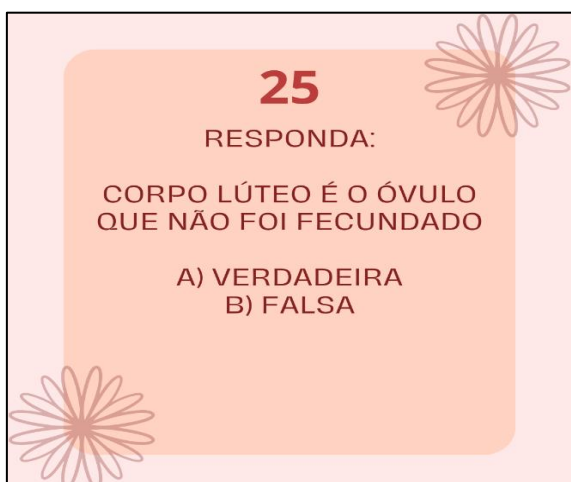 25
RESPONDA:
CORPO LÚTEO É O ÓVULO
QUE NÃO FOI FECUNDADO
A) VERDADEIRA
B) FALSA